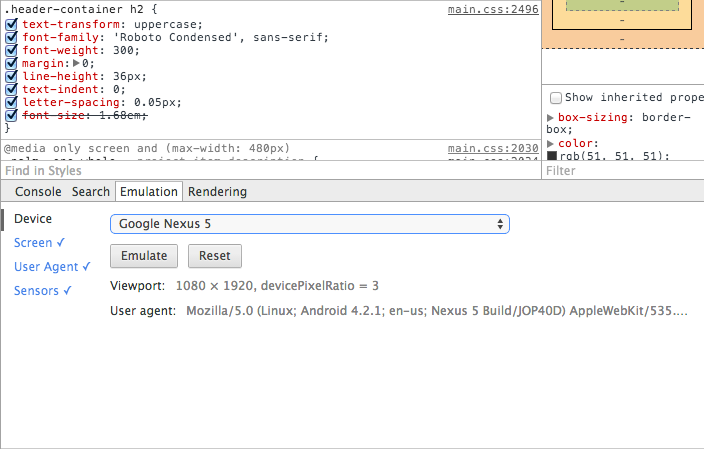 .header-container h2 {
main.css:2496
text-transform: uppercase;
font-family: 'Roboto Condensed', sans-serif;
font-weight: 300;
margin:▶0;
line-height: 36px;
text-indent: 0;
letter-spacing: 0.05px;
font-size: 1.68em;
}
@media only screen and (max-width: 480px)
main.css:2030
Find in Styles
-
-
-
Show inherited prope
▶ box-sizing: border-
box;
▶ color:
rgb(51, 51, 51);
Filter
Console Search Emulation Rendering
Device
Screen ✓
User Agent ✓
Sensors ✓
Google Nexus 5
Emulate Reset
Viewport: 1080 × 1920, devicePixelRatio = 3
User agent: Mozilla/5.0 (Linux; Android 4.2.1; en-us; Nexus 5 Build/JOP40D) AppleWebKit/535....